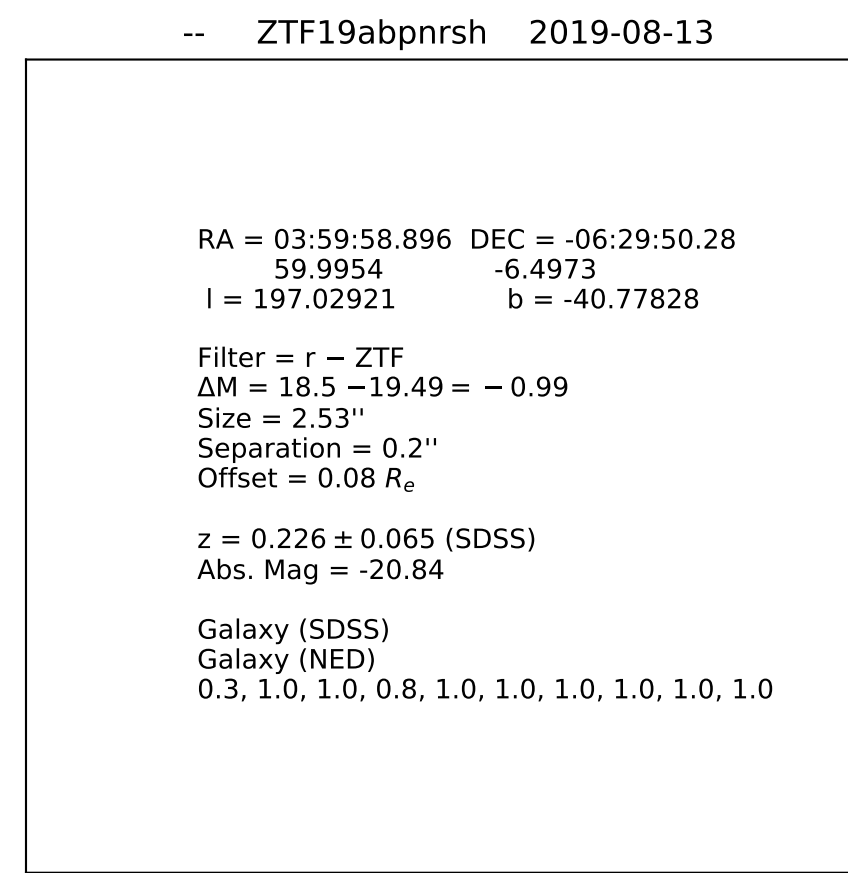 -- ZTF19abpnrsh 2019-08-13
RA = 03:59:58.896 DEC = -06:29:50.28
59.9954 -6.4973
l = 197.02921 b = -40.77828
Filter = r − ZTF
ΔM = 18.5 −19.49 = − 0.99
Size = 2.53''
Separation = 0.2''
Offset = 0.08 Re
z = 0.226 ± 0.065 (SDSS)
Abs. Mag = -20.84
Galaxy (SDSS)
Galaxy (NED)
0.3, 1.0, 1.0, 0.8, 1.0, 1.0, 1.0, 1.0, 1.0, 1.0